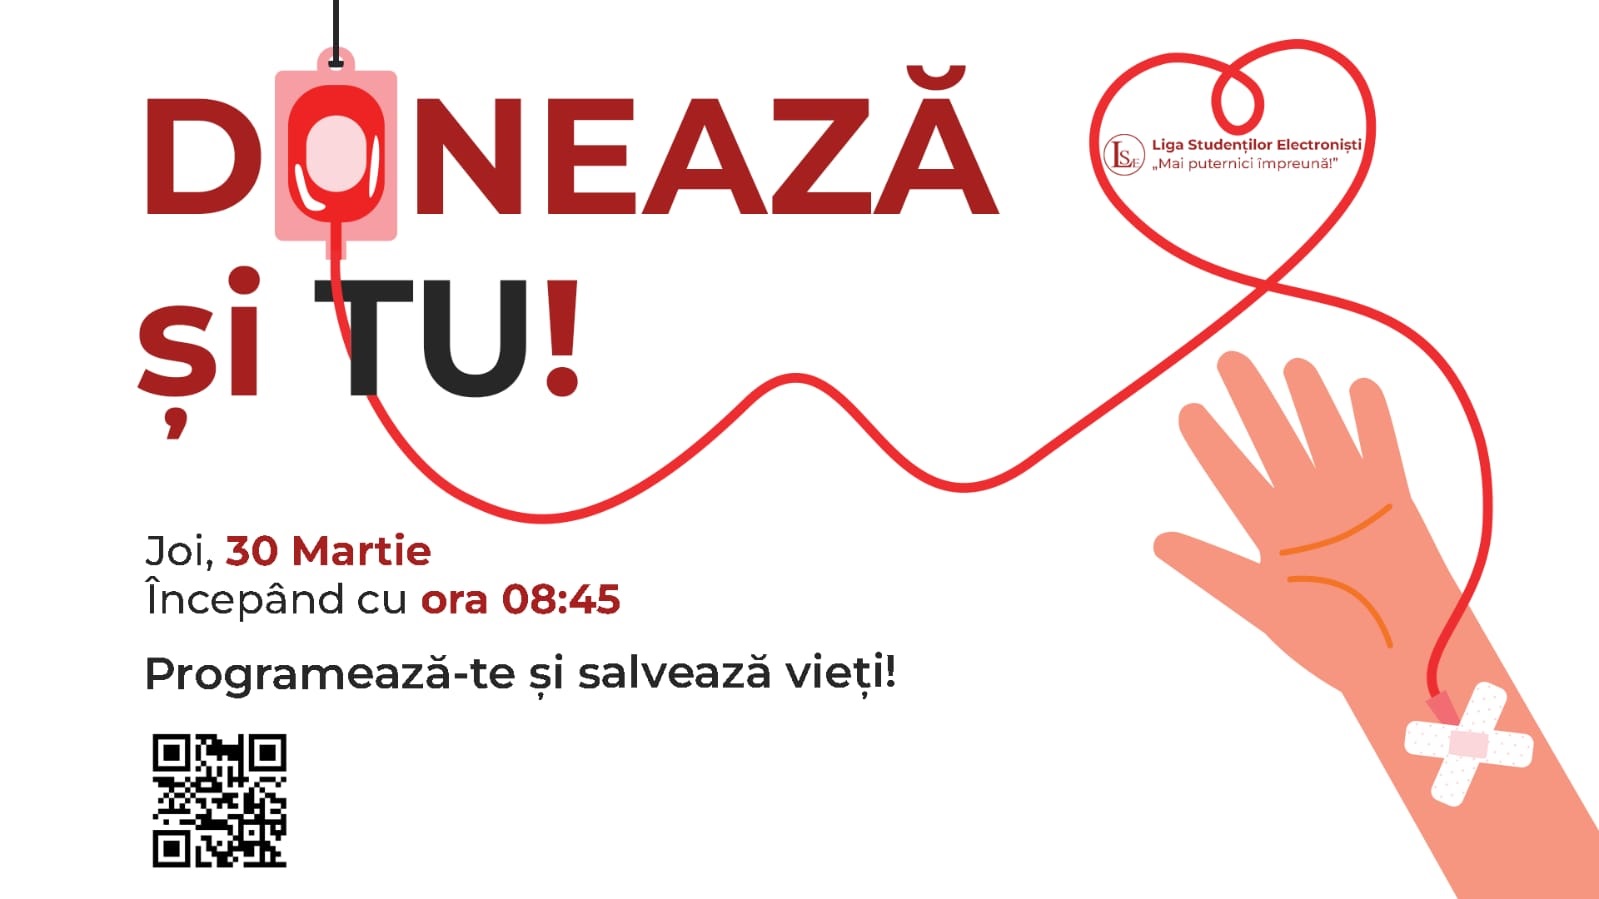 DONEAZĂ
și TU!
LSE
Liga Studenților Electroniști
„Mai puternici împreună!”
Joi, 30 Martie
Începând cu ora 08:45
Programează-te și salvează vieți!